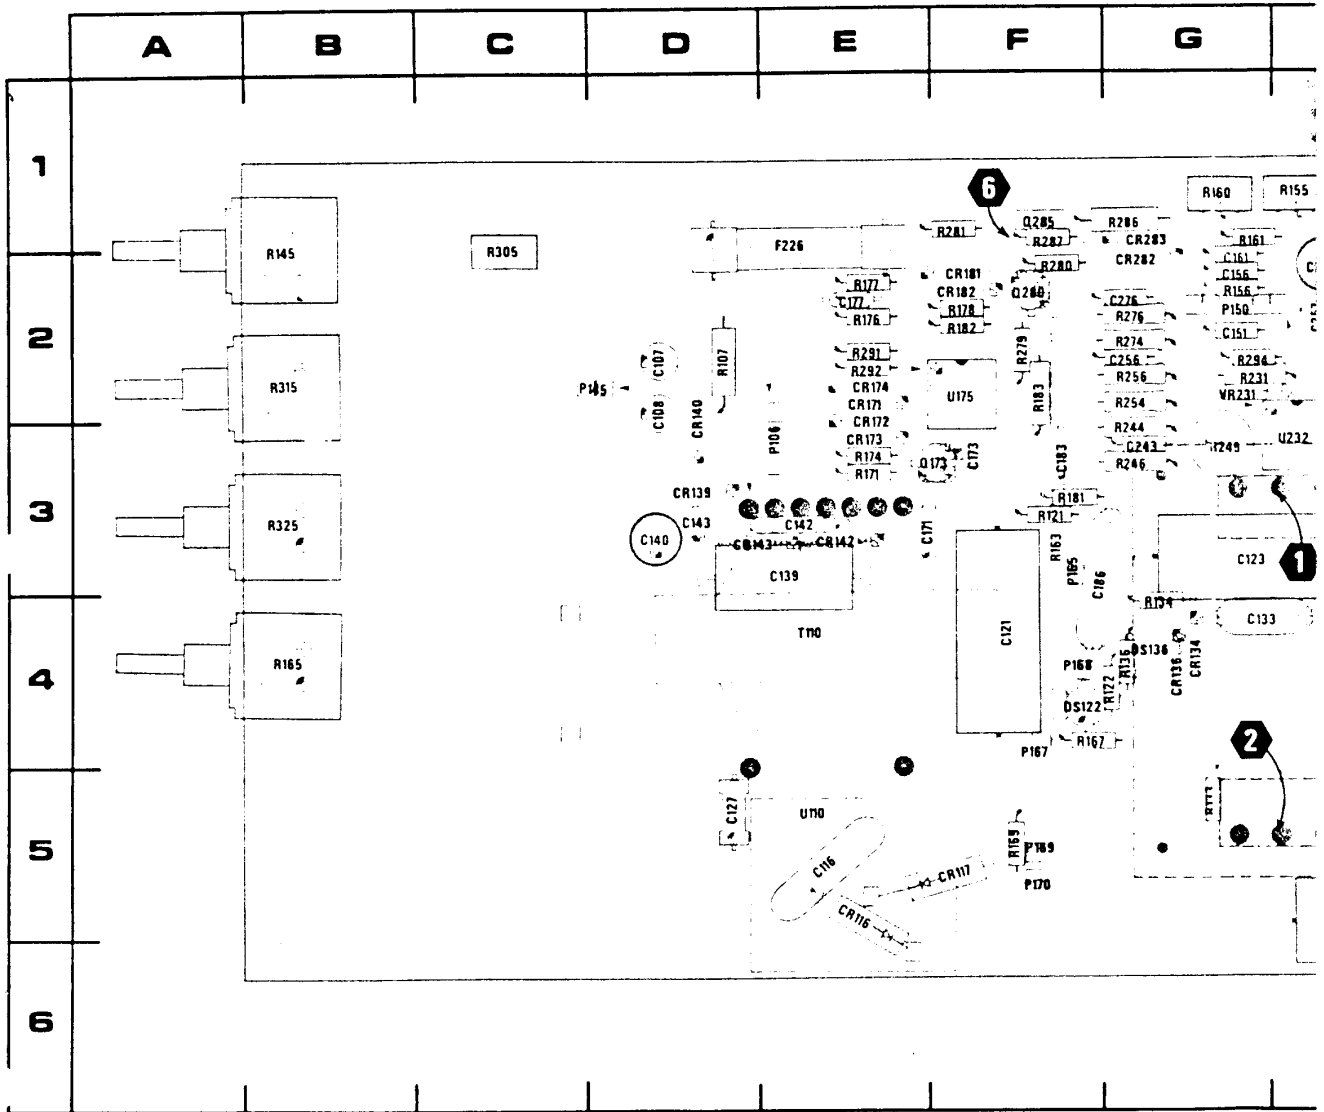 A B C D E F G
1
6
R160 R155
R281 Q285 R286
R287 CR283 R161
R145 R305 F226
R280 CR282 C161
CR181 C156
R177 CR182 Q280 R156
C177 C276 P150
R178
R176 R182 R276
C151
2
R279 R274
R291 C256 R294
C107 R107 R292 R256 R231
R315 P145 CR174 U175 R183 WR231
C108 CR140 CR171 R254
CR172 R244
P106 CR173 C243 U232
R174 Q173 C173 C183 R246
R171
3
CR139 R181
C143 C142 C171 R121
R325 C140 CR143 CR142 R163 C123 1
C139 P165 C186
R134
C133
T110 C121
4
R165 P168 R136 DS136 CR136 CR134
R122
DS122
P167 R167 2
C127 U110
5
R169 P169
C116 CR117 P170
CR116
6